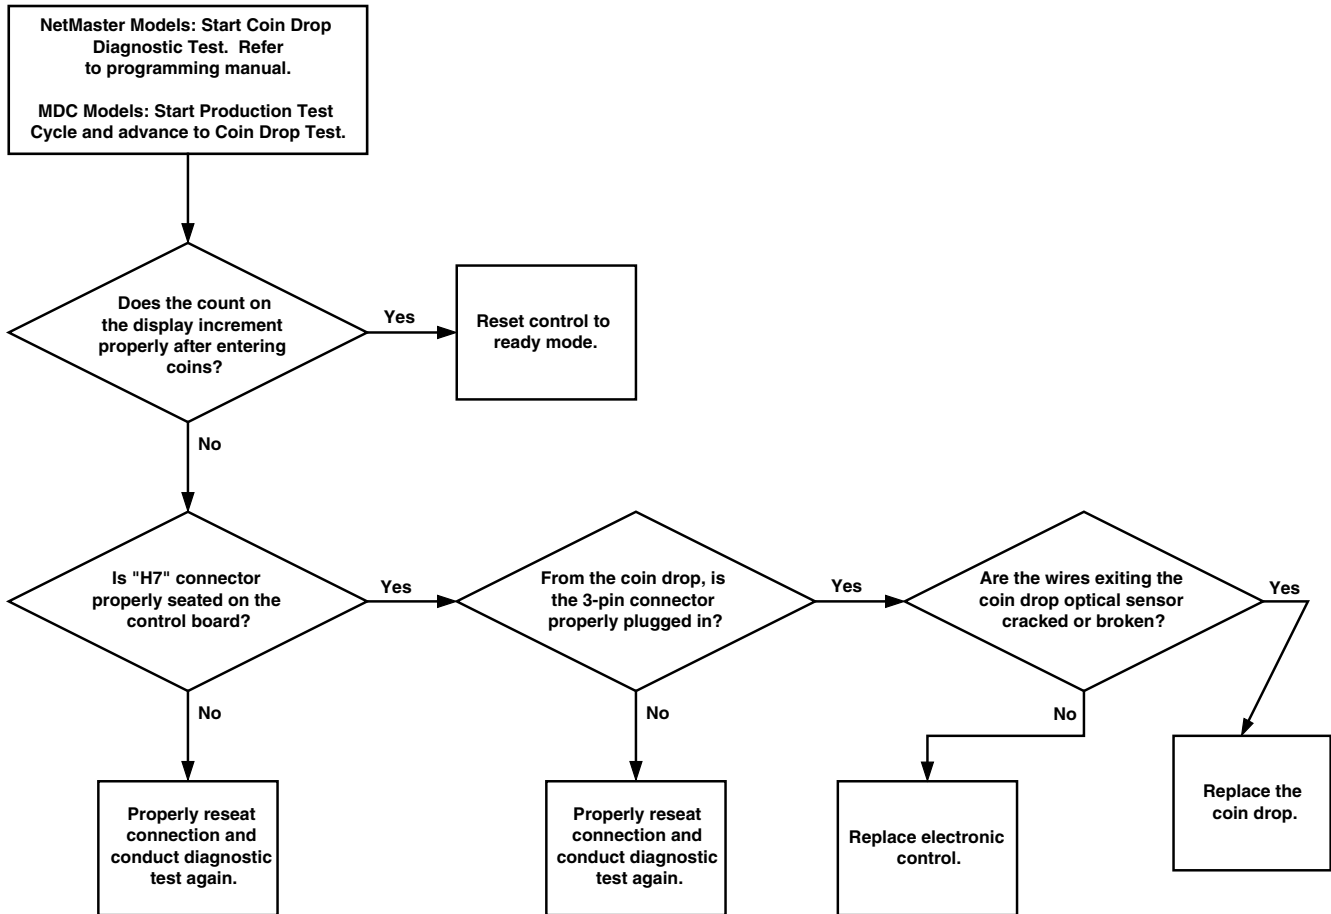 NetMaster Models: Start Coin Drop
Diagnostic Test. Refer
to programming manual.
MDC Models: Start Production Test
Cycle and advance to Coin Drop Test.
Does the count on
the display increment
properly after entering
coins?
Yes
Reset control to
ready mode.
No
Is "H7" connector
properly seated on the
control board?
Yes
From the coin drop, is
the 3-pin connector
properly plugged in?
Yes
Are the wires exiting the
coin drop optical sensor
cracked or broken?
Yes
No
No
No
Properly reseat
connection and
conduct diagnostic
test again.
Properly reseat
connection and
conduct diagnostic
test again.
Replace electronic
control.
Replace the
coin drop.